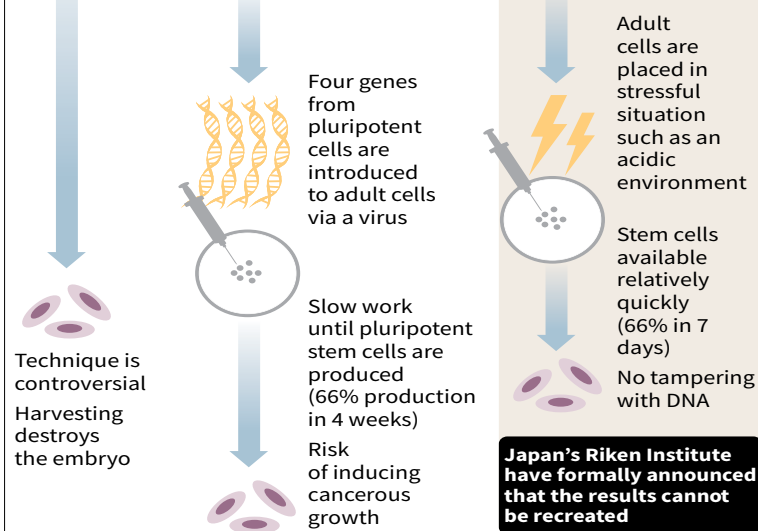 Technique is
controversial
Harvesting
destroys
the embryo
Four genes
from
pluripotent
cells are
introduced
to adult cells
via a virus
Slow work
until pluripotent
stem cells are
produced
(66% production
in 4 weeks)
Risk
of inducing
cancerous
growth
Adult
cells are
placed in
stressful
situation
such as an
acidic
environment
Stem cells
available
relatively
quickly
(66% in 7
days)
No tampering
with DNA
Japan’s Riken Institute
have formally announced
that the results cannot
be recreated